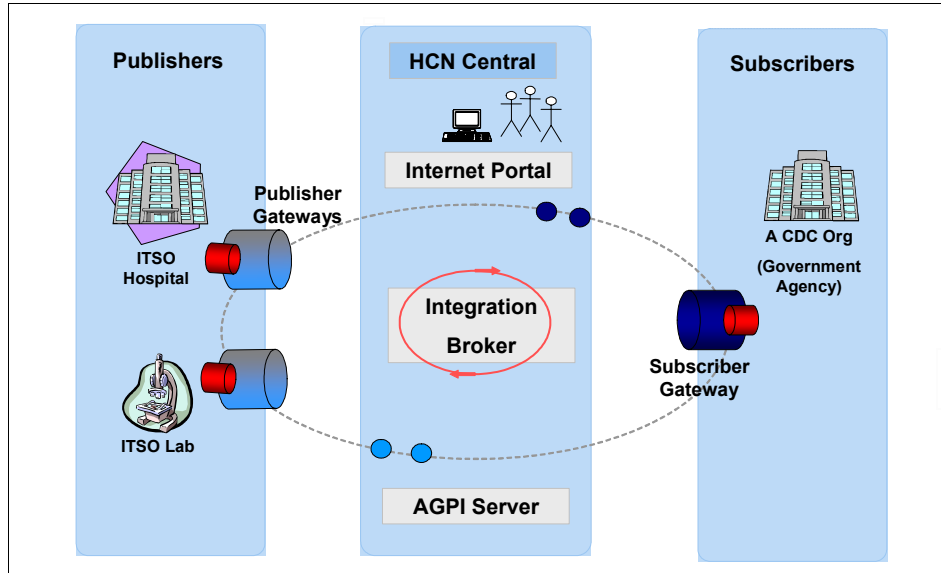 Publishers
HCN Central
Subscribers
Internet Portal
Publisher
Gateways
ITSO
Hospital
A CDC Org
(Government
Agency)
Integration
Broker
Subscriber
Gateway
ITSO Lab
AGPI Server